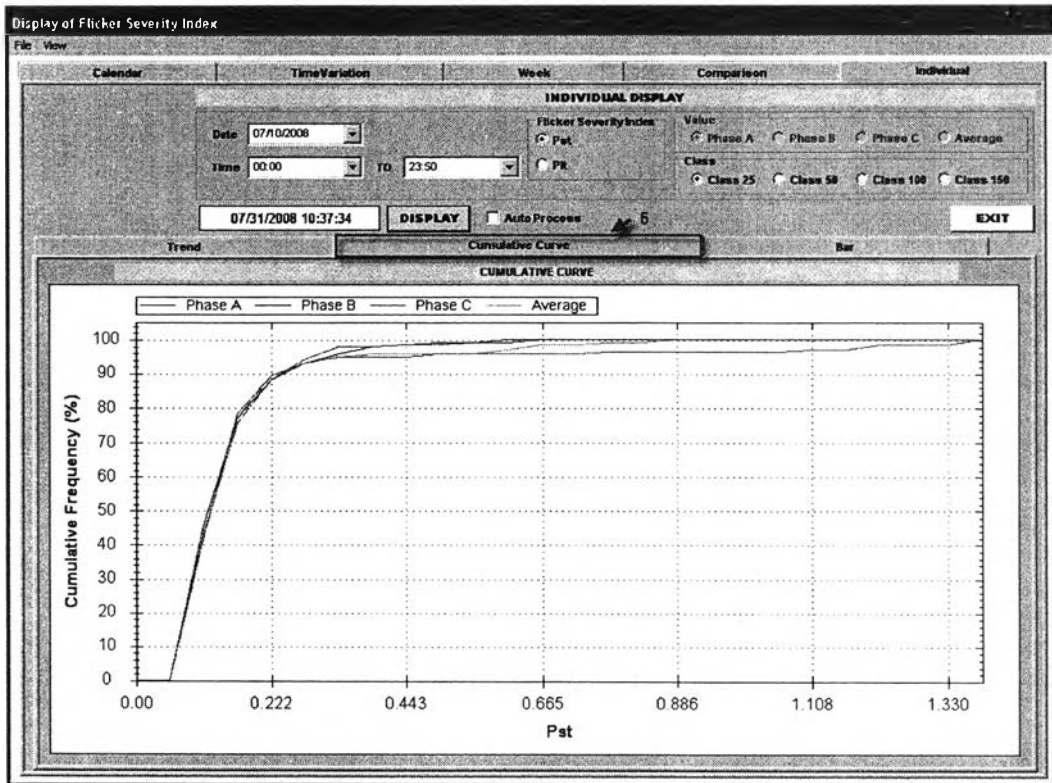 Display of Flicker Severity Index
File View
Calendar TimeVariation Week Comparison Individual
INDIVIDUAL DISPLAY
Date 07/10/2008
Time 00:00 TO 23:50
Flicker Severity Index
Pst
Plt
Value
Phase A Phase B Phase C Average
Class
Class 25 Class 50 Class 100 Class 150
07/31/2008 10:37:34 DISPLAY Auto Process 6 EXIT
Trend Cumulative Curve Bar
CUMULATIVE CURVE
Phase A Phase B Phase C Average
Cumulative Frequency (%)
100
90
80
70
60
50
40
30
20
10
0
0.00 0.222 0.443 0.665 0.886 1.108 1.330
Pst